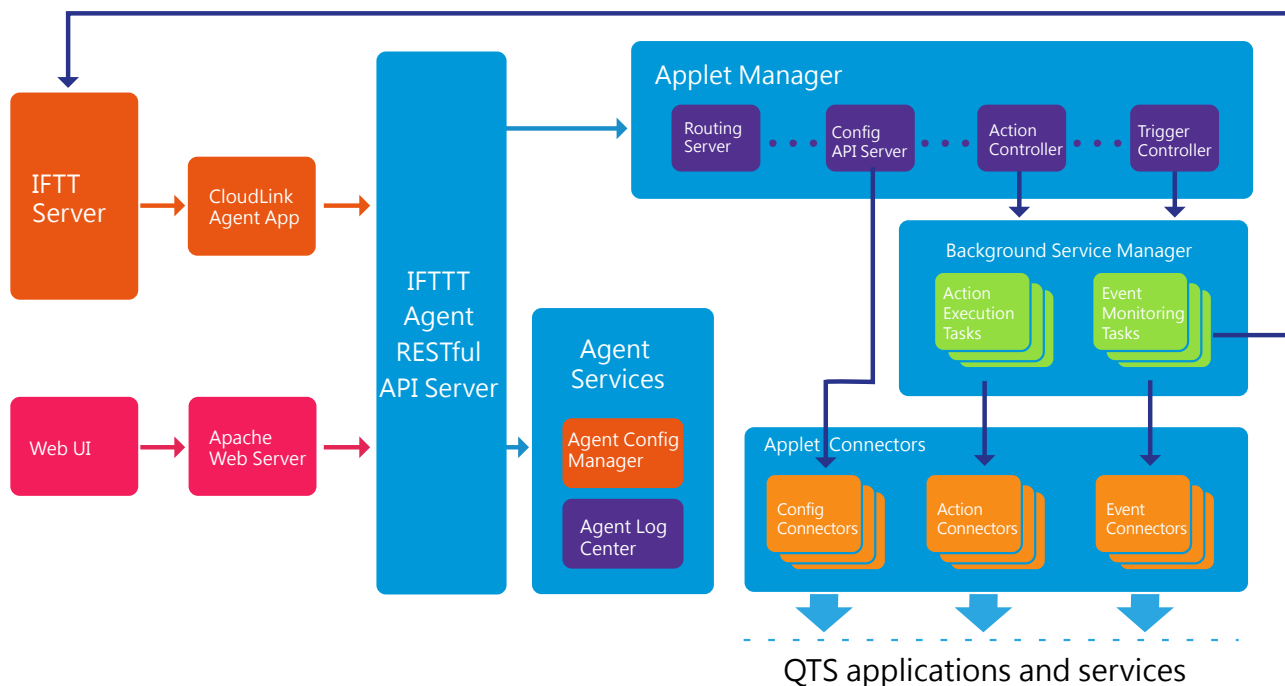 Applet Manager
Routing
Server
Config
API Server
Action
Controller
Trigger
Controller
IFTT
Server
CloudLink
Agent App
IFTTT
Agent
RESTful
API Server
Background Service Manager
Action
Execution
Tasks
Event
Monitoring
Tasks
Agent
Services
Agent Config
Manager
Agent Log
Center
Web UI
Apache
Web Server
Applet Connectors
Config
Connectors
Action
Connectors
Event
Connectors
QTS applications and services